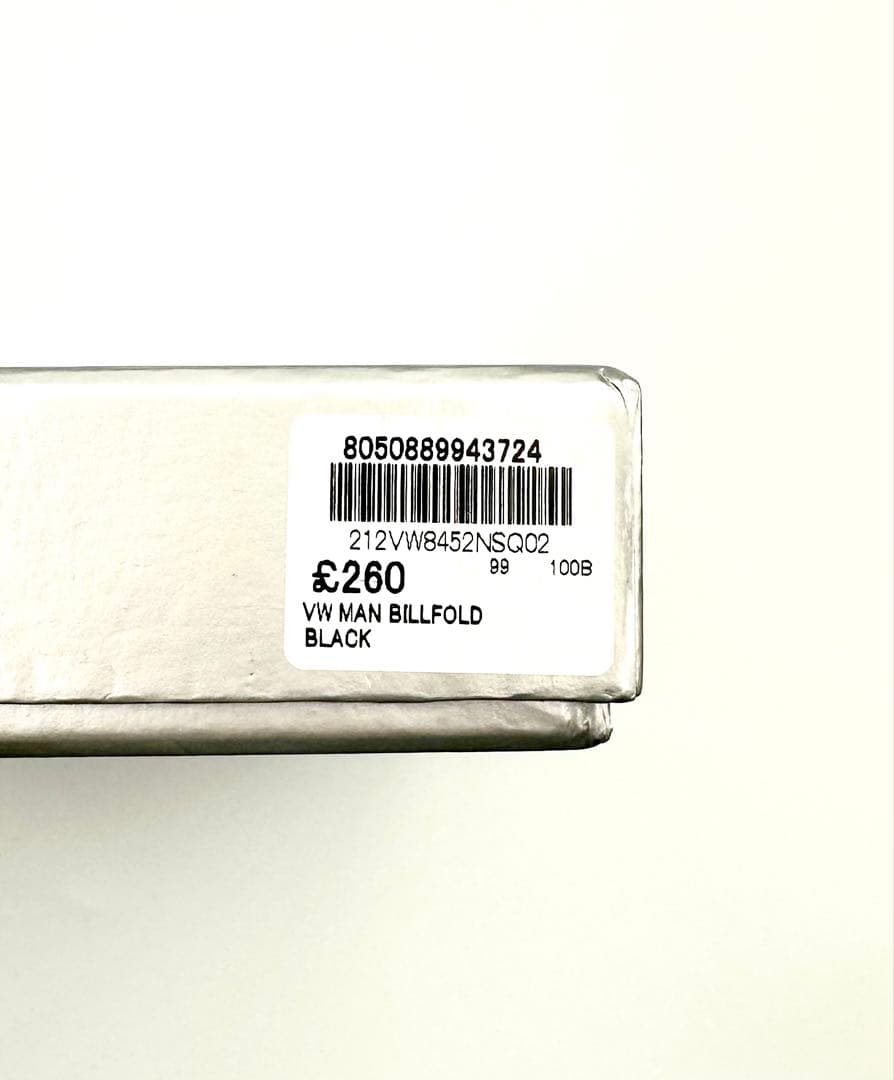 8050889943724
212VW8452NSQ02
99 100B
£260
VW MAN BILLFOLD
BLACK